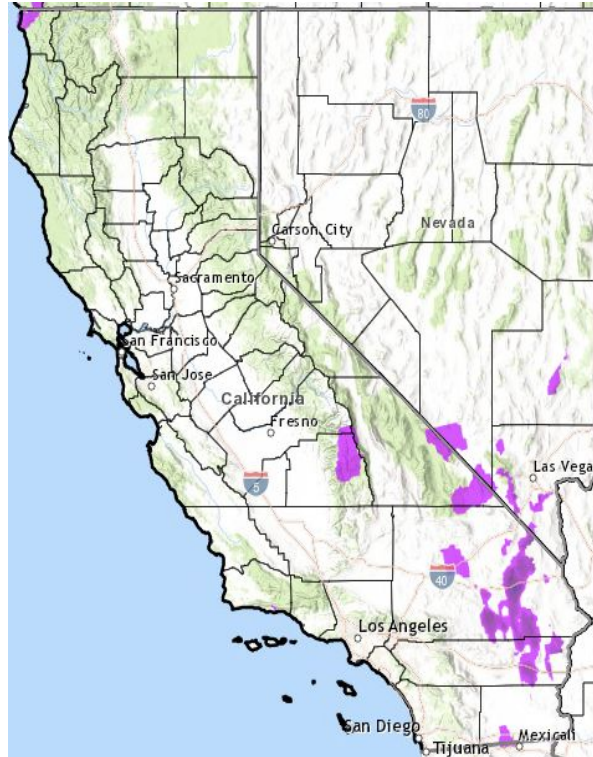 80
Nevada
Carson City
Sacramento
San Francisco
San Jose
California
Fresno
5
Las Vega
40
Los Angeles
San Diego
Mexicali
Tijuana